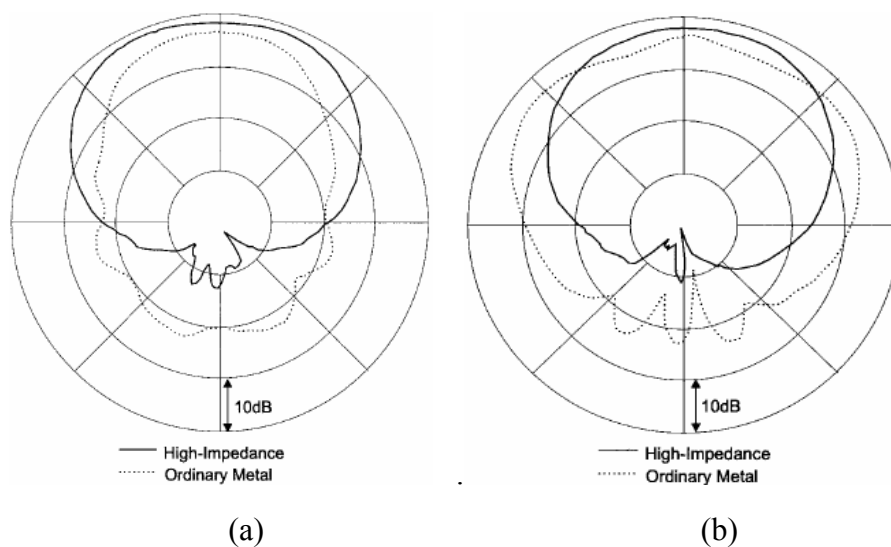 10dB
High-Impedance
Ordinary Metal
10dB
High-Impedance
Ordinary Metal
.
(a)
(b)